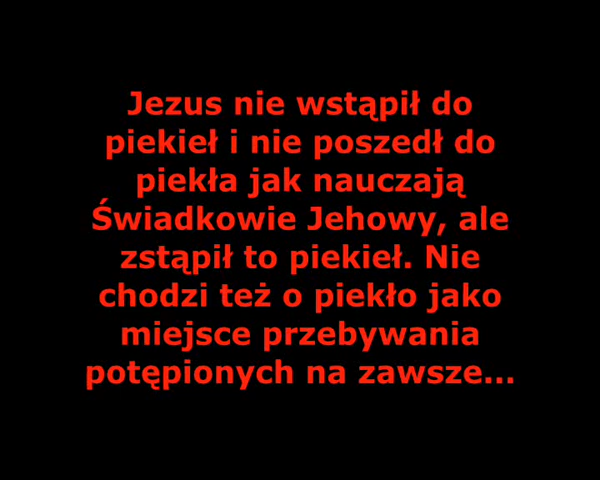 Jezus nie wstąpił do
piekieł i nie poszedł do
piekła jak nauczają
Świadkowie Jehowy, ale
zstąpił to piekieł. Nie
chodzi też o piekło jako
miejsce przebywania
potępionych na zawsze...